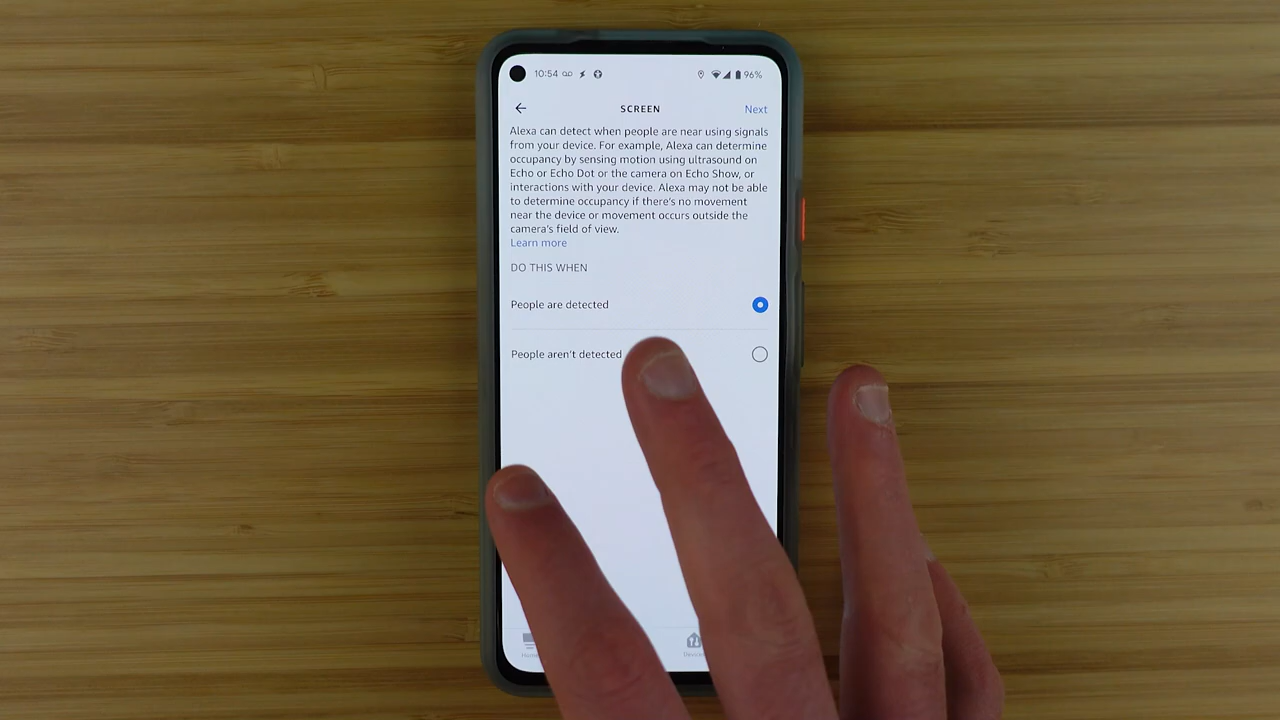 10:54
96%
SCREEN
Next
Alexa can detect when people are near using signals
from your device. For example, Alexa can determine
occupancy by sensing motion using ultrasound on
Echo or Echo Dot or the camera on Echo Show, or
interactions with your device. Alexa may not be able
to determine occupancy if there's no movement
near the device or movement occurs outside the
camera's field of view.
Learn more
DO THIS WHEN
People are detected
People aren't detected